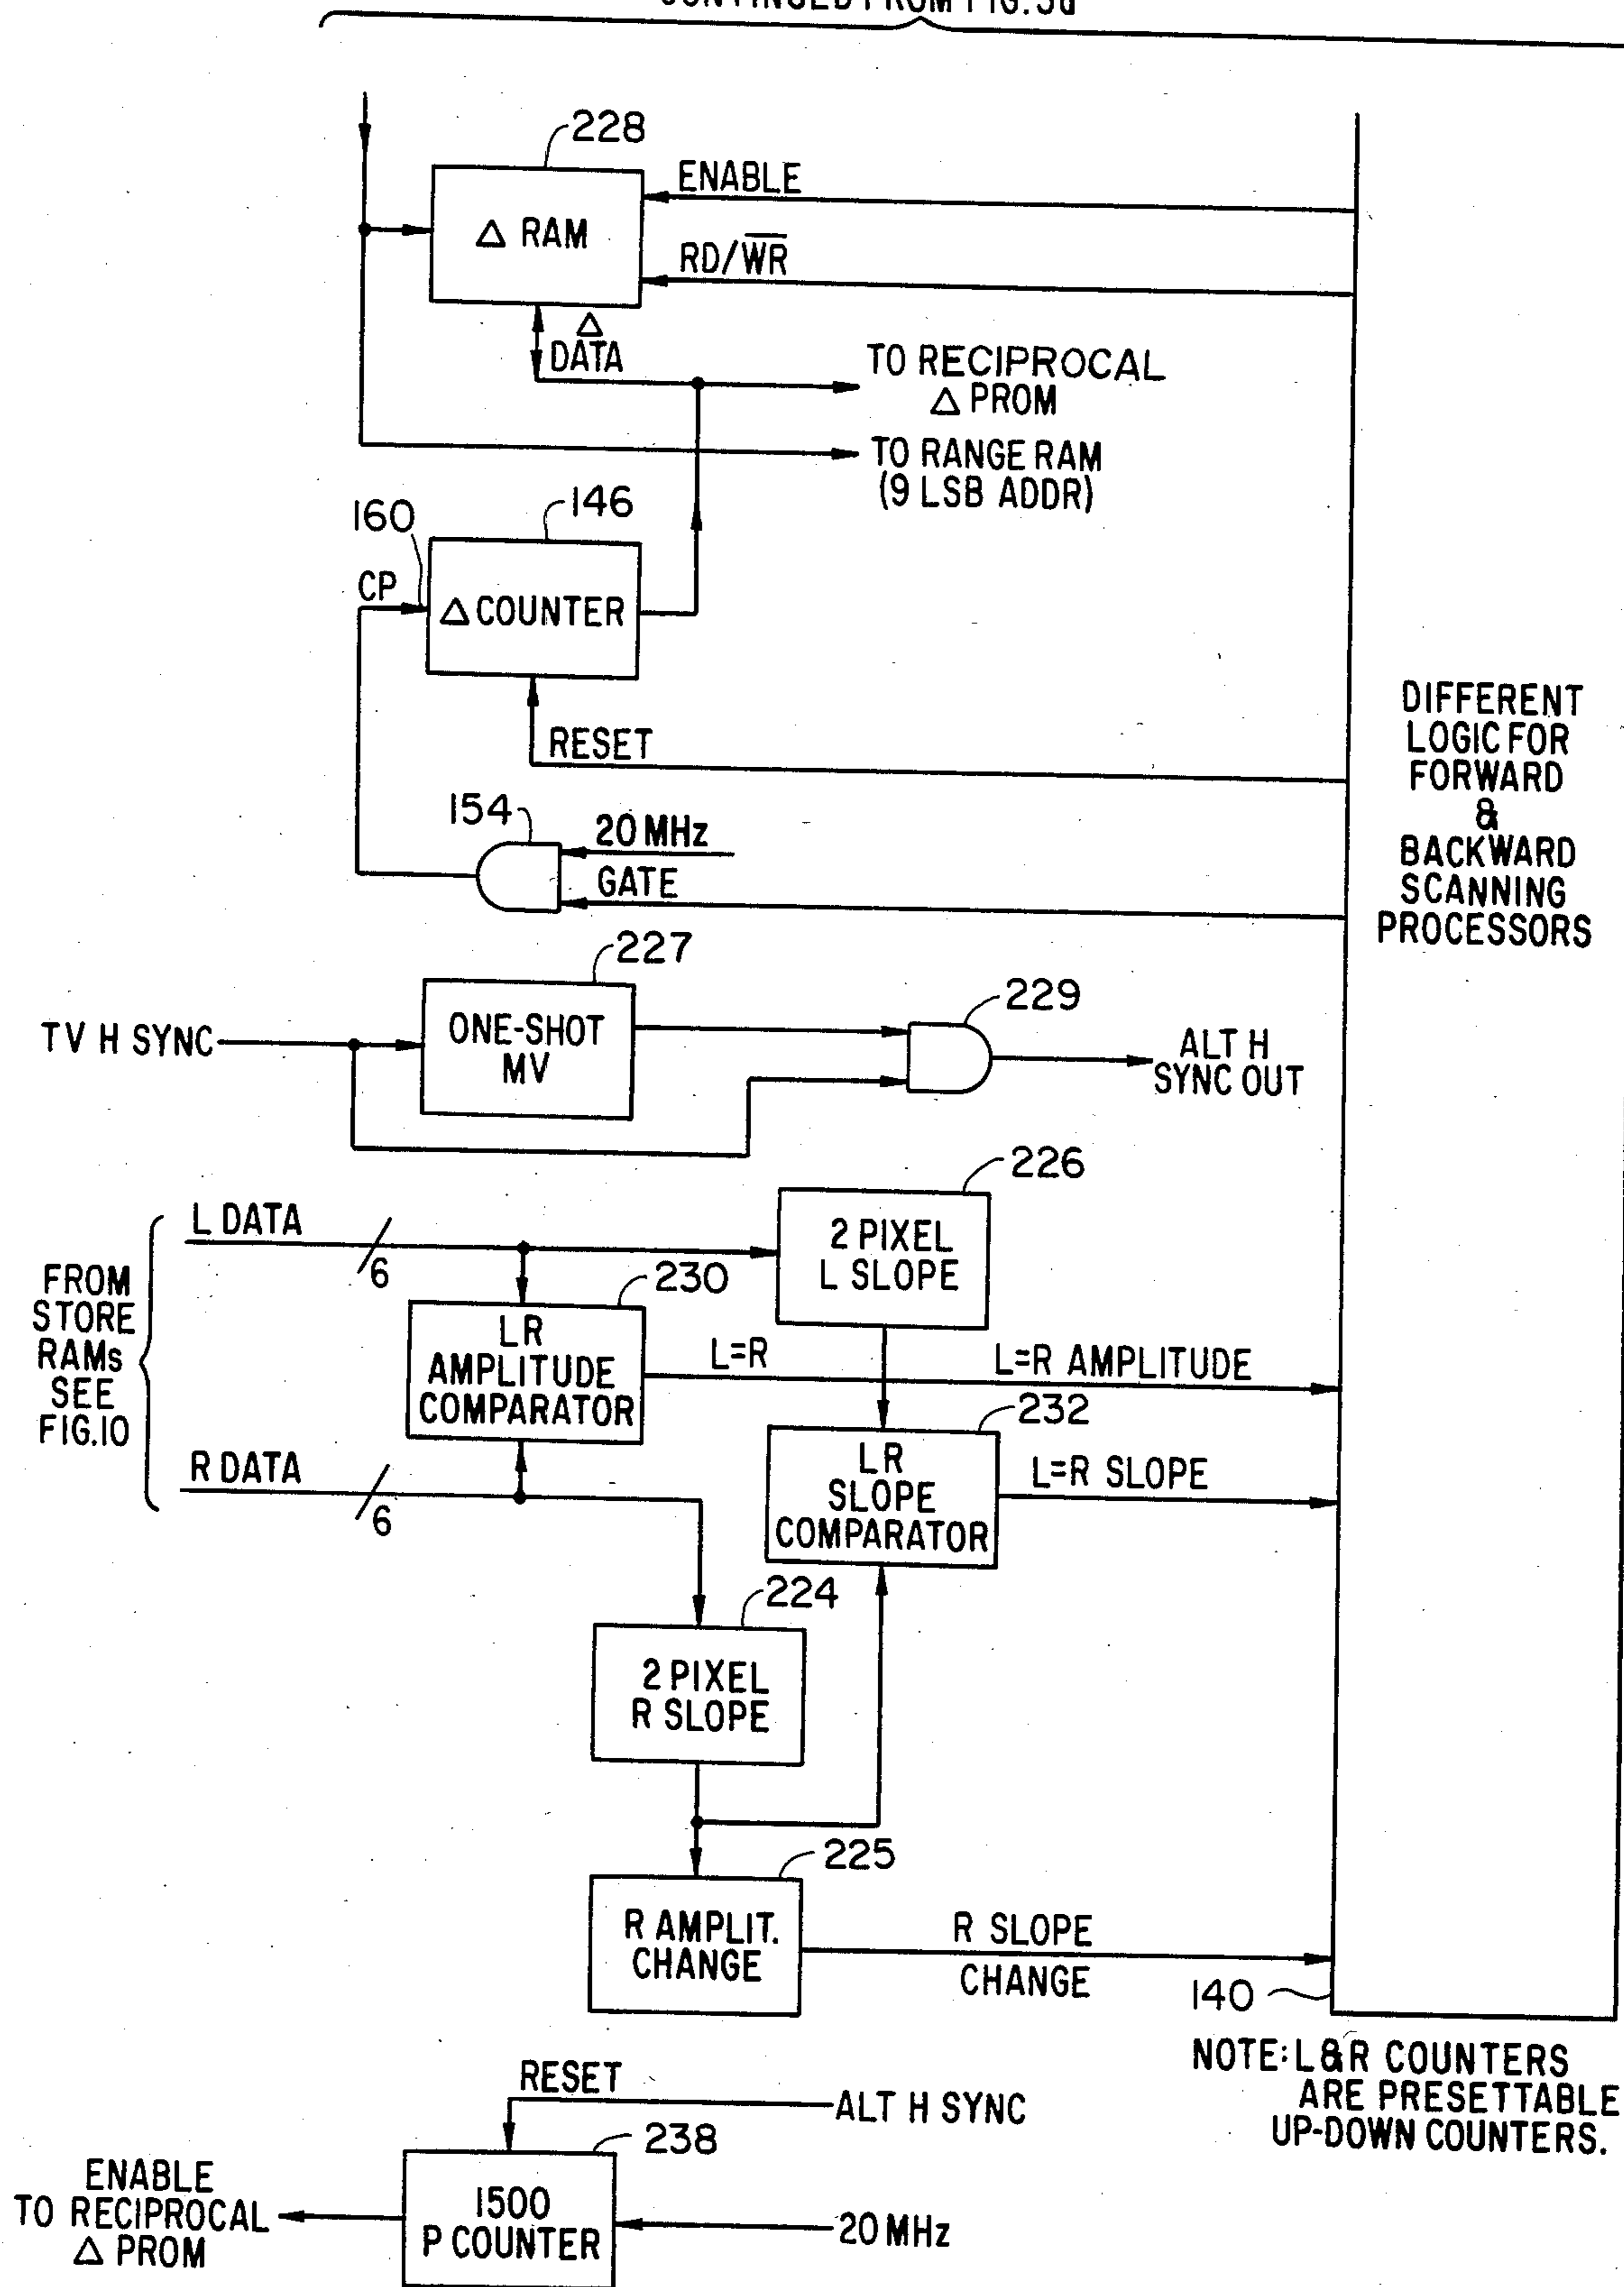 CONTINUED FROM FIG. 5a
228
ENABLE
Δ RAM
RD/W̅R̅
Δ
DATA
TO RECIPROCAL
Δ PROM
TO RANGE RAM
(9 LSB ADDR)
160
146
CP
Δ COUNTER
RESET
DIFFERENT
LOGIC FOR
FORWARD
&
BACKWARD
SCANNING
PROCESSORS
154
20 MHz
GATE
227
229
TV H SYNC
ONE-SHOT
MV
ALT H
SYNC OUT
226
L DATA
6
2 PIXEL
L SLOPE
FROM
STORE
RAMs
SEE
FIG.10
230
LR
AMPLITUDE
COMPARATOR
L=R
L=R AMPLITUDE
232
R DATA
6
LR
SLOPE
COMPARATOR
L=R SLOPE
224
2 PIXEL
R SLOPE
225
R AMPLIT.
CHANGE
R SLOPE
CHANGE
140
NOTE: L&R COUNTERS
ARE PRESETTABLE
UP-DOWN COUNTERS.
RESET
ALT H SYNC
238
ENABLE
TO RECIPROCAL
Δ PROM
1500
P COUNTER
20 MHz